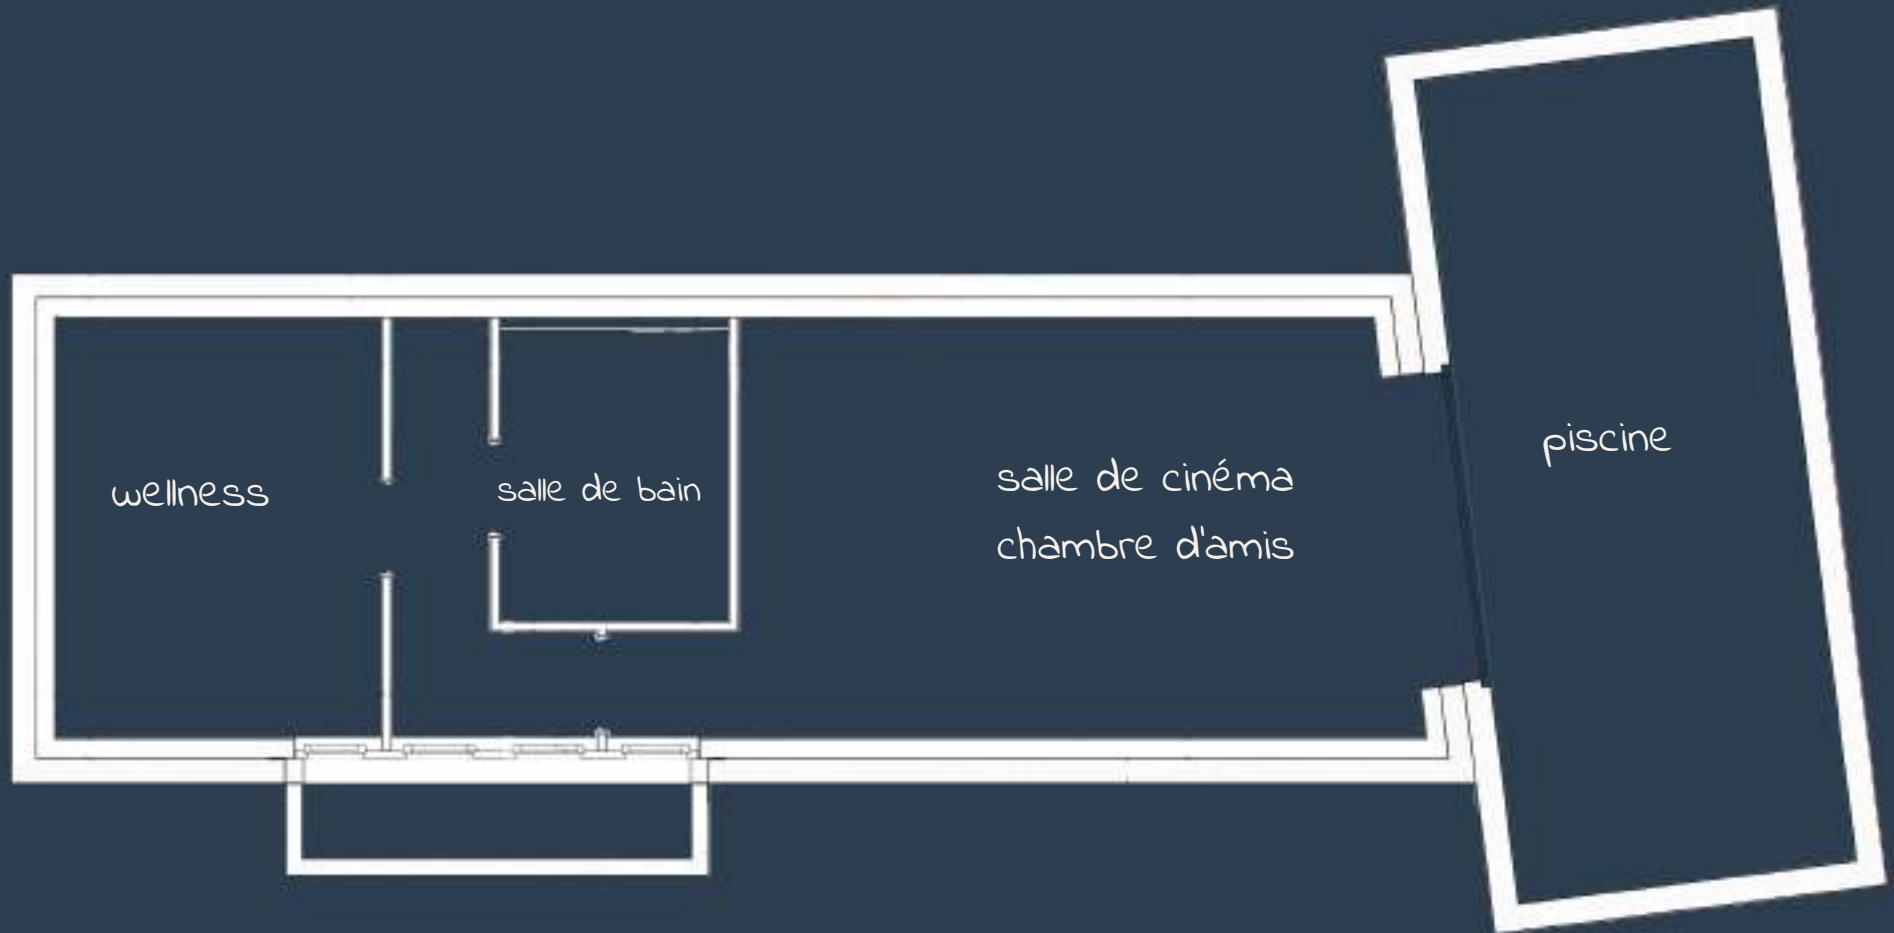 wellness
salle de bain
salle de cinéma
chambre d'amis
piscine